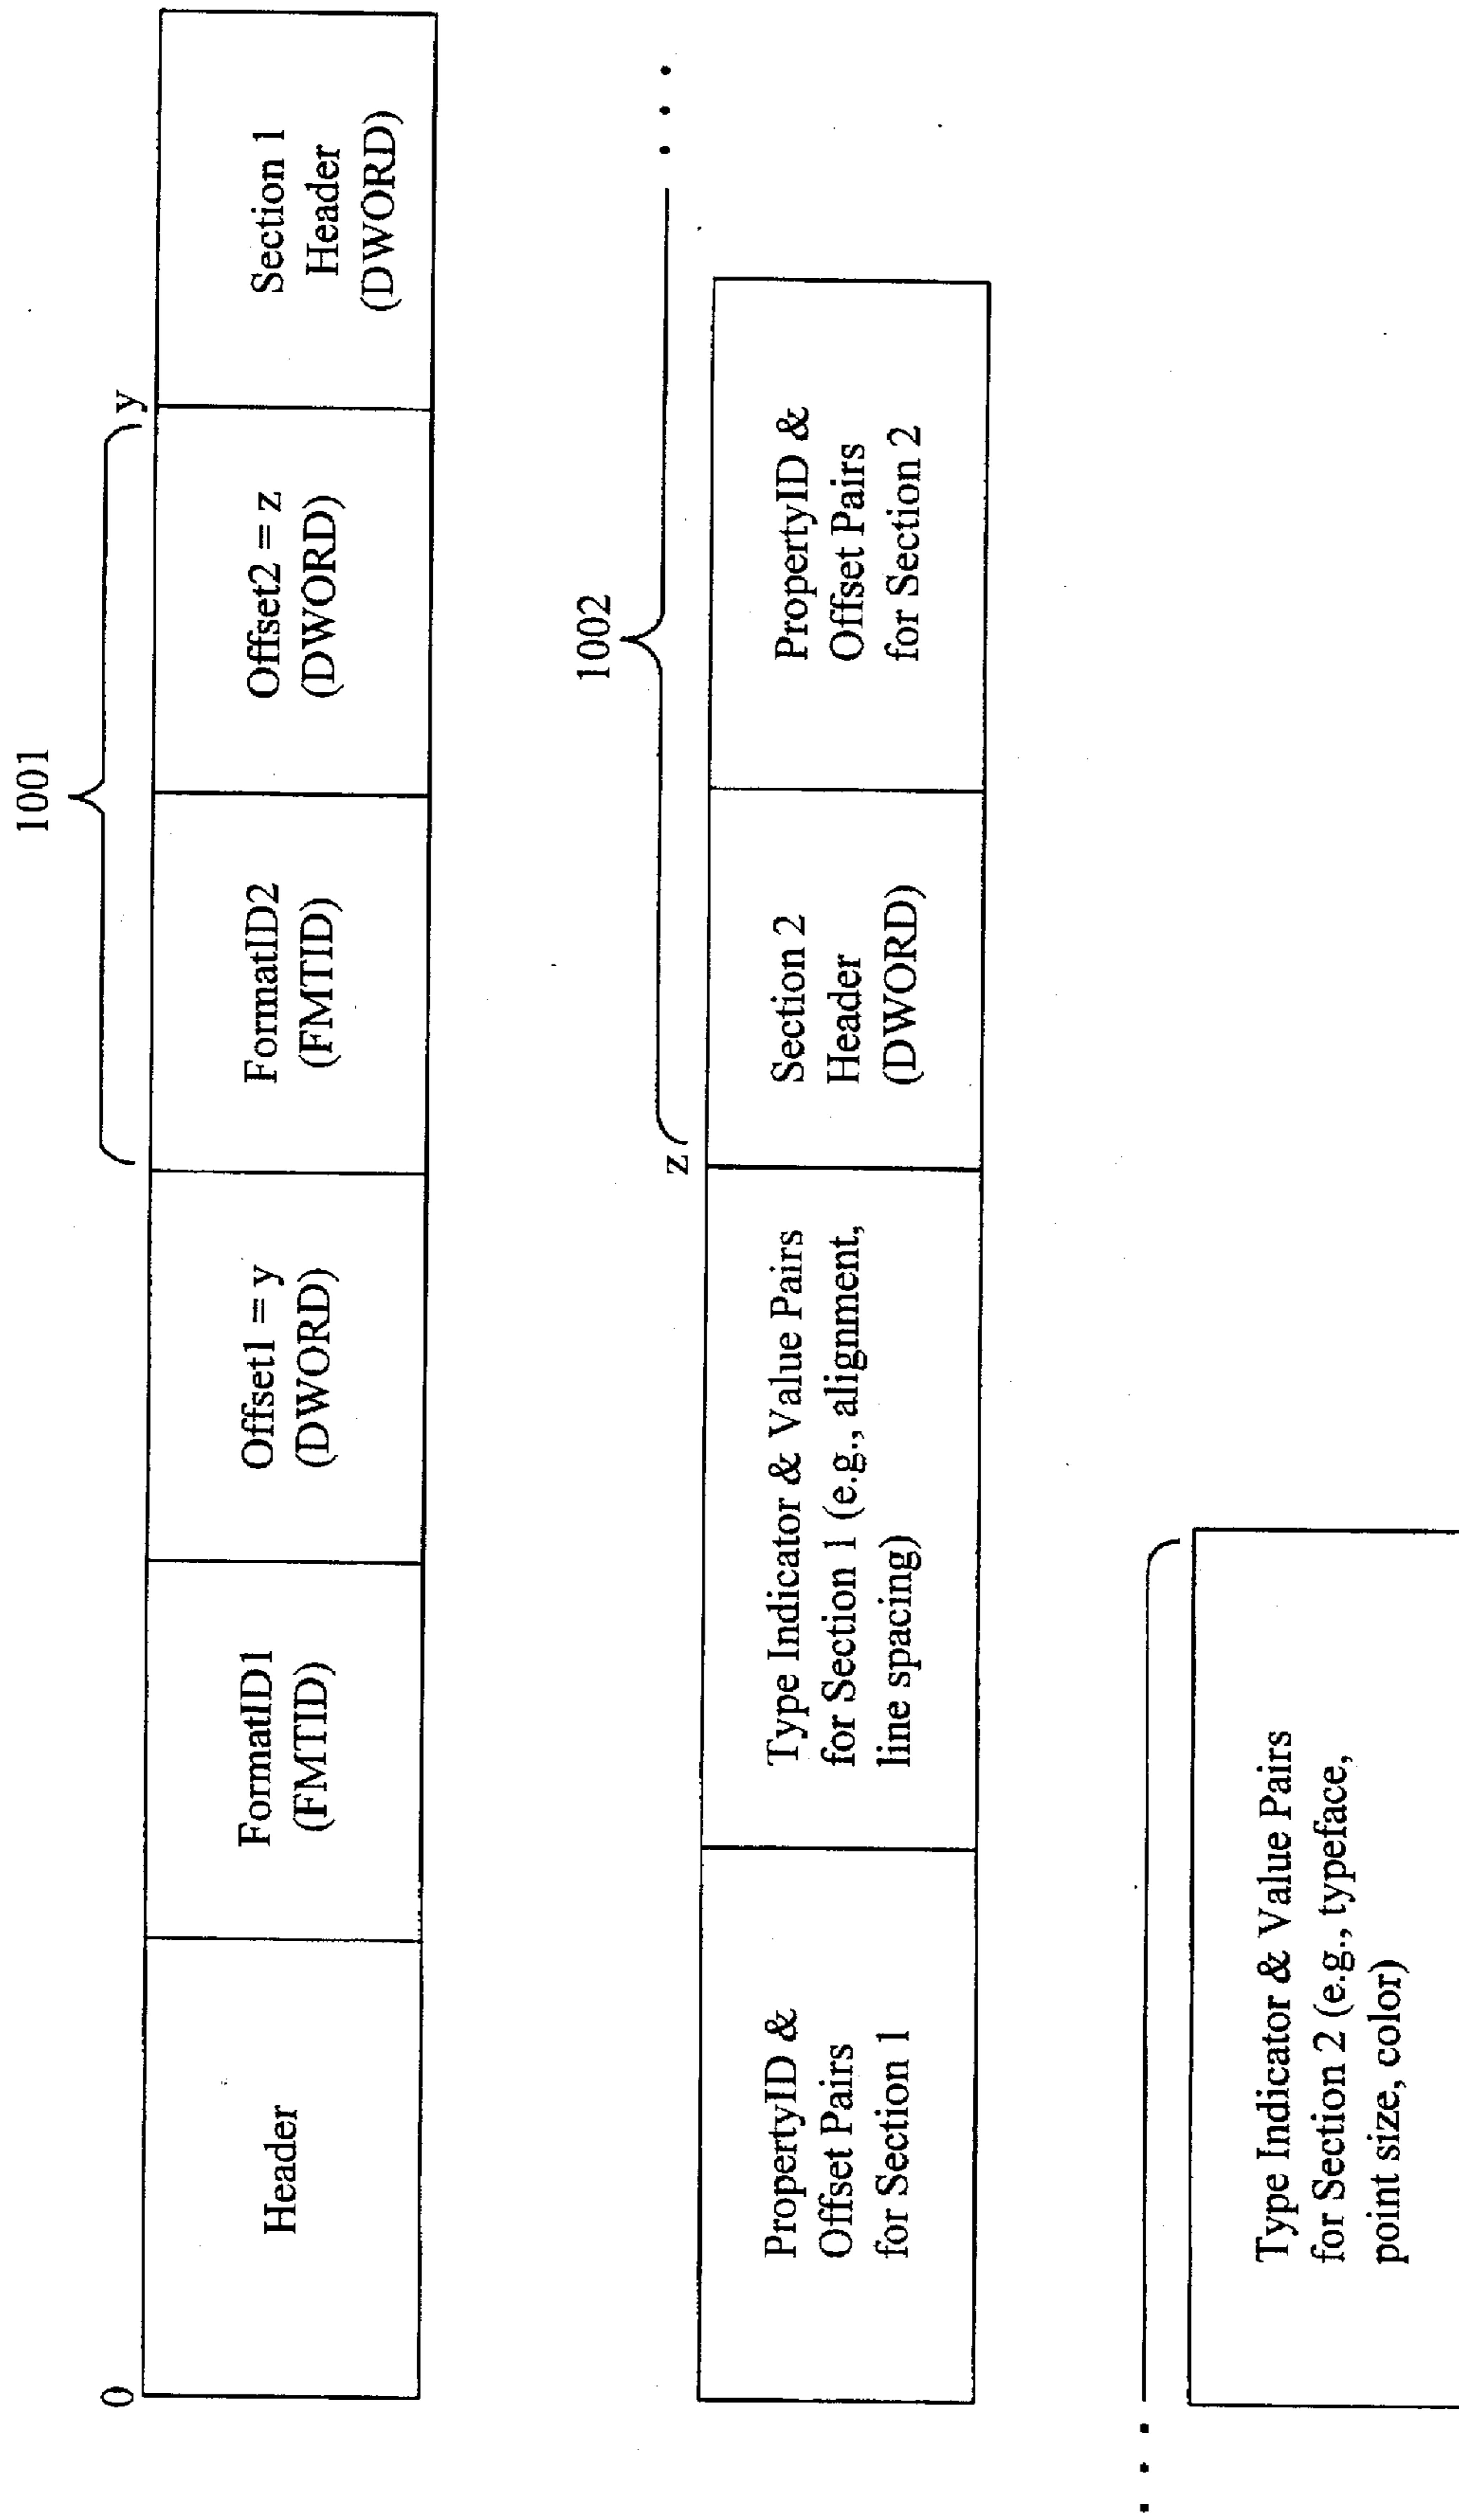 1001
0
y
Header
FormatID1
(FMTID)
Offset1 = y
(DWORD)
FormatID2
(FMTID)
Offset2 = z
(DWORD)
Section 1
Header
(DWORD)
1002
z
. . .
PropertyID &
Offset Pairs
for Section 1
Type Indicator & Value Pairs
for Section 1 (e.g., alignment,
line spacing)
Section 2
Header
(DWORD)
PropertyID &
Offset Pairs
for Section 2
. . .
Type Indicator & Value Pairs
for Section 2 (e.g., typeface,
point size, color)